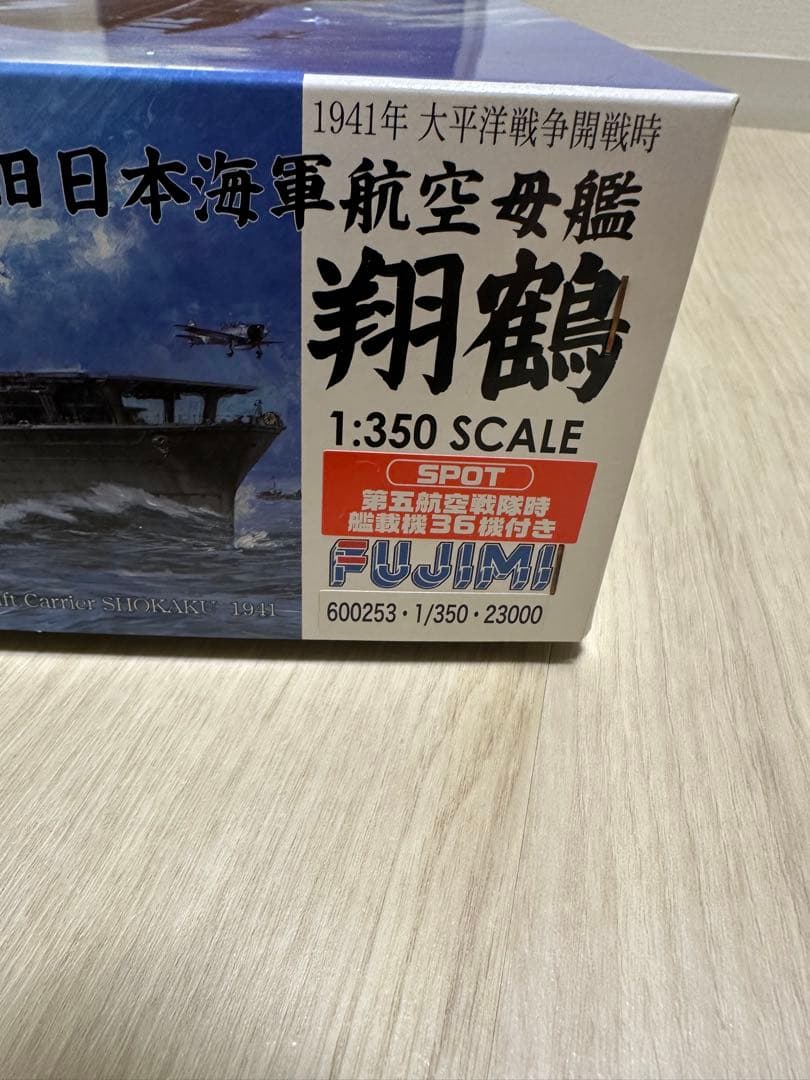 1941年 大平洋戦争開戦時
旧日本海軍航空母艦
翔鶴
1:350 SCALE
SPOT
第五航空戦隊時
艦載機36機付き
FUJIMI
600253・1/350・23000
Carrier SHOKAKU 1941